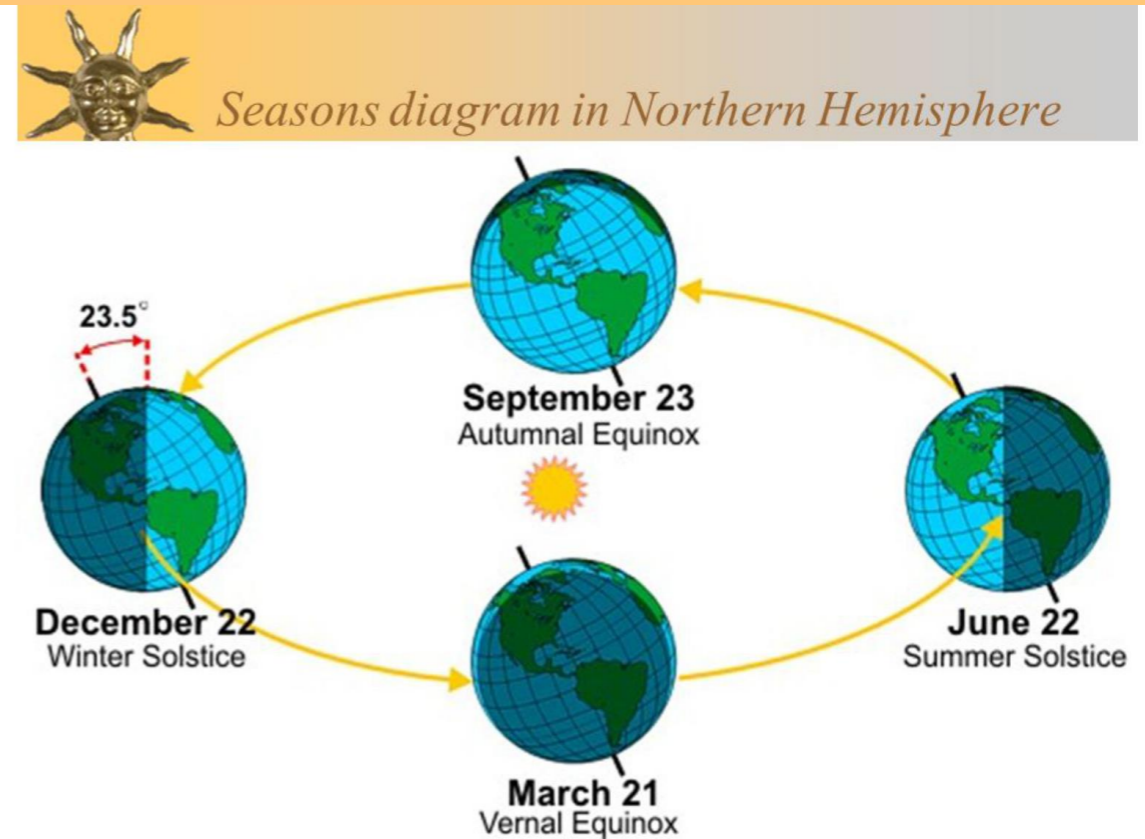 Seasons diagram in Northern Hemisphere
23.5°
September 23
Autumnal Equinox
December 22
Winter Solstice
June 22
Summer Solstice
March 21
Vernal Equinox